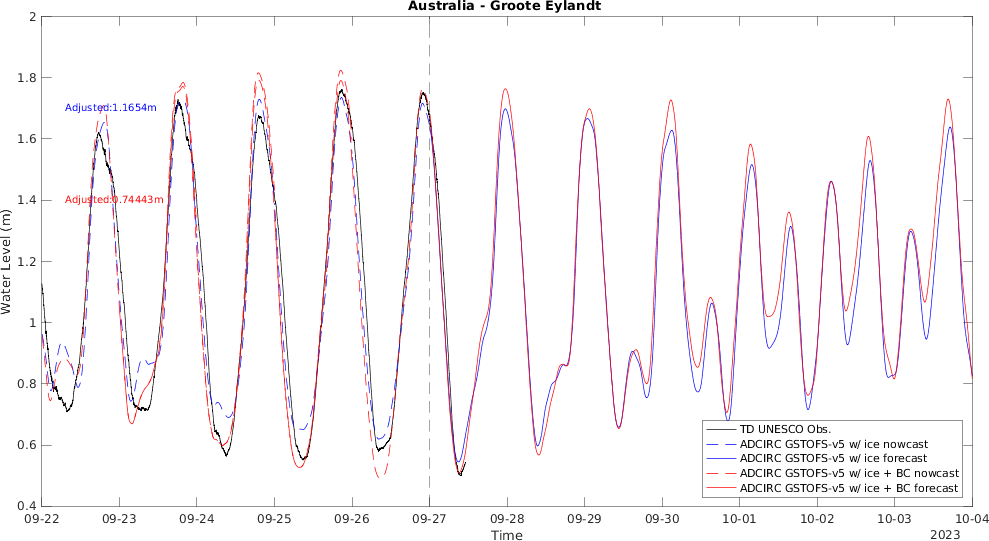 Australia - Groote Eylandt
2
1.8
1.6
1.4
1.2
1
0.8
0.6
0.4
Water Level (m)
Adjusted:1.1654m
Adjusted:0.74443m
TD UNESCO Obs.
ADCIRC GSTOFS-v5 w/ ice nowcast
ADCIRC GSTOFS-v5 w/ ice forecast
ADCIRC GSTOFS-v5 w/ ice + BC nowcast
ADCIRC GSTOFS-v5 w/ ice + BC forecast
09-22 09-23 09-24 09-25 09-26 09-27 09-28 09-29 09-30 10-01 10-02 10-03 10-04
Time
2023